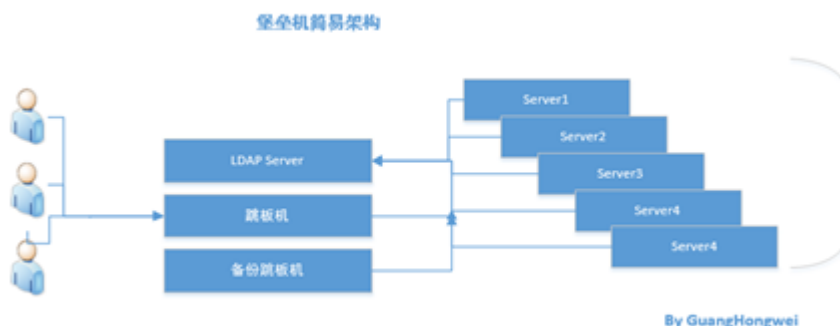 堡垒机简易架构
Server1
Server2
LDAP Server
Server3
跳板机
Server4
备份跳板机
Server4
By GuangHongwei